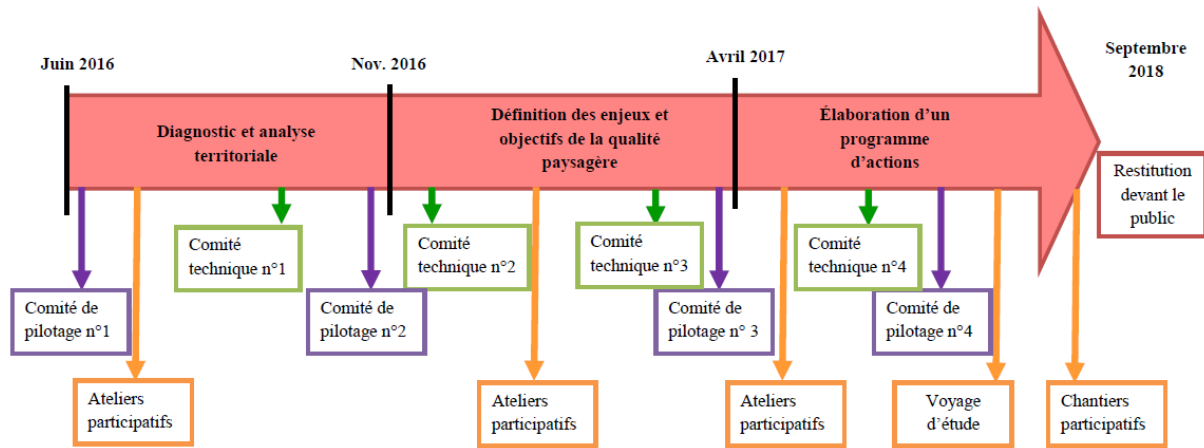 Juin 2016
Nov. 2016
Avril 2017
Septembre
2018
Diagnostic et analyse
territoriale
Définition des enjeux et
objectifs de la qualité
paysagère
Élaboration d'un
programme
d'actions
Restitution
devant le
public
Comité
technique n°1
Comité
technique n°2
Comité
technique n°3
Comité
technique n°4
Comité de
pilotage n°1
Comité de
pilotage n°2
Comité de
pilotage n° 3
Comité de
pilotage n°4
Ateliers
participatifs
Ateliers
participatifs
Ateliers
participatifs
Voyage
d'étude
Chantiers
participatifs